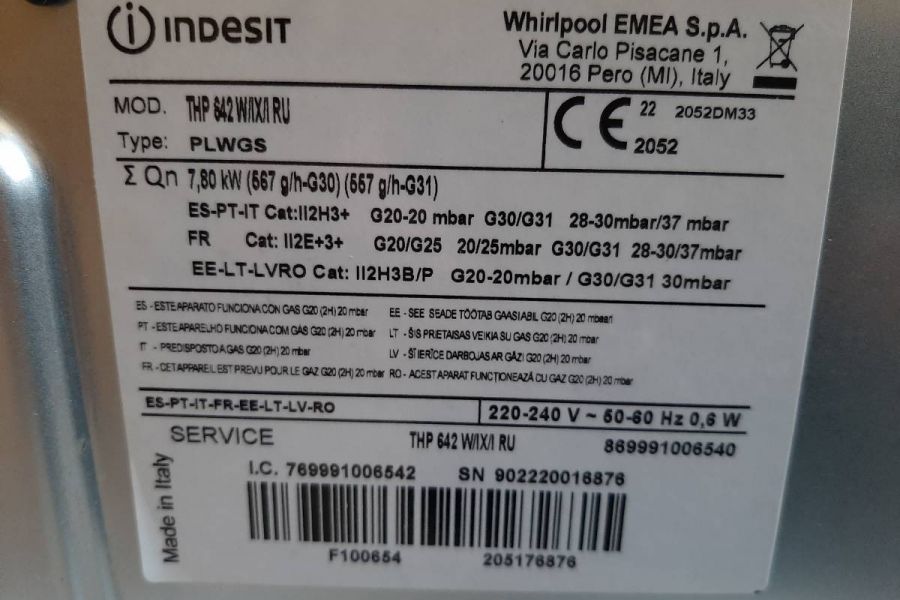 INDESIT
Whirlpool EMEA S.p.A.
Via Carlo Pisacane 1,
20016 Pero (MI), Italy
MOD. THP 642 W/IX/I RU
Type: PLWGS
CE 22 2052DM33
2052
Σ Qn 7,80 kW (567 g/h-G30) (557 g/h-G31)
ES-PT-IT Cat:II2H3+ G20-20 mbar G30/G31 28-30mbar/37 mbar
FR Cat: II2E+3+ G20/G25 20/25mbar G30/G31 28-30/37mbar
EE-LT-LVRO Cat: II2H3B/P G20-20mbar / G30/G31 30mbar
ES - ESTE APARATO FUNCIONA CON GAS G20 (2H) 20 mbar
PT - ESTE APARELHO FUNCIONA COM GÁS G20 (2H) 20 mbar
IT - PREDISPOSTO A GAS G20 (2H) 20 mbar
FR - CET APPAREIL EST PREVU POUR LE GAZ G20 (2H) 20 mbar
EE - SEE SEADE TÖÖTAB GAASIABIL G20 (2H) 20 mbaari
LT - ŠIS PRIETAISAS VEIKIA SU GAS G20 (2H) 20 mbar
LV - ŠĪ IERĪCE DARBOJAS AR GĀZI G20 (2H) 20 mbar
RO - ACEST APARAT FUNCȚIONEAZĂ CU GAZ G20 (2H) 20 mbar
ES-PT-IT-FR-EE-LT-LV-RO
220-240 V ~ 50-60 Hz 0,6 W
SERVICE THP 642 W/IX/I RU 869991006540
I.C. 769991006542 SN 902220016876
Made in Italy
F100654 205176876